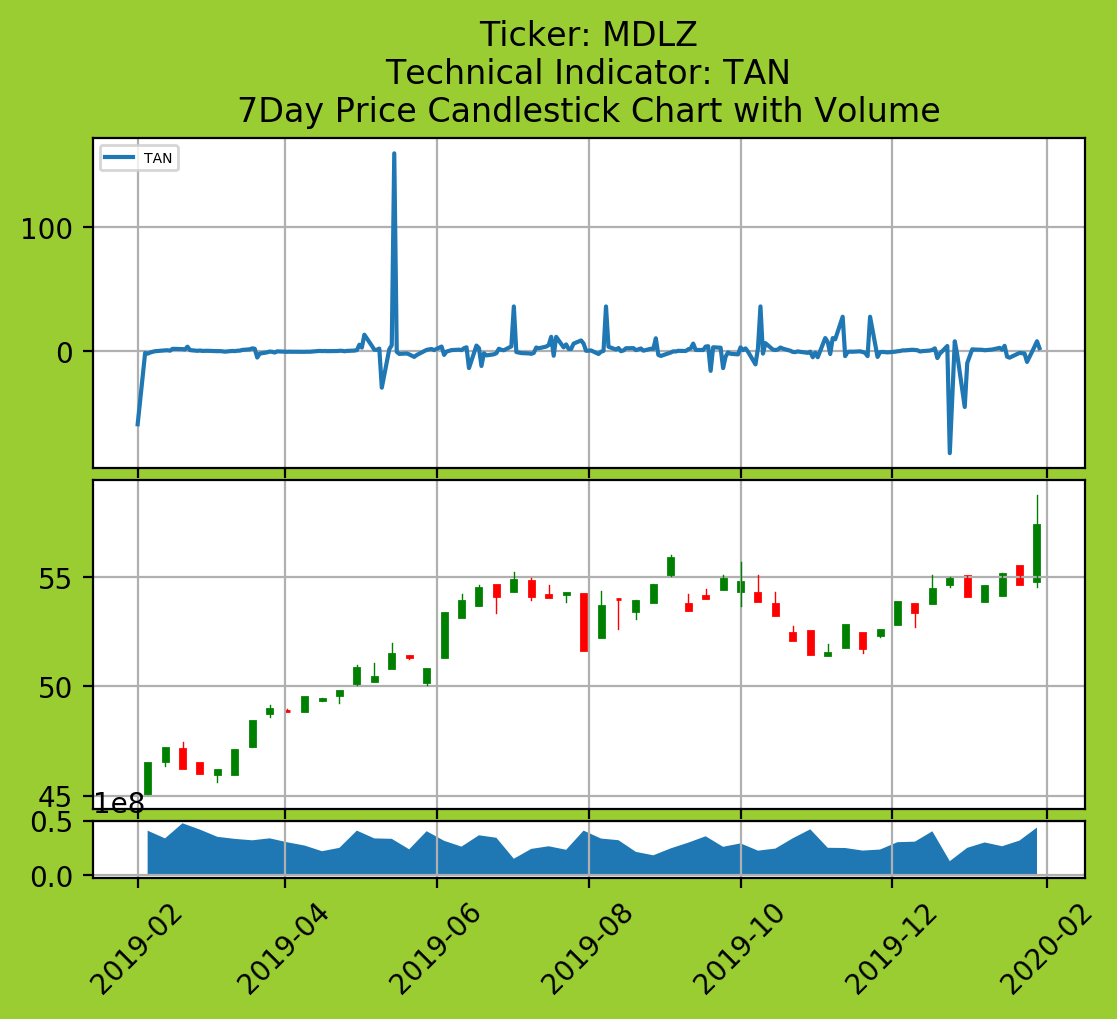 Ticker: MDLZ
Technical Indicator: TAN
7Day Price Candlestick Chart with Volume
TAN
100
0
55
50
45
1e8
0.5
0.0
2019-02
2019-04
2019-06
2019-08
2019-10
2019-12
2020-02